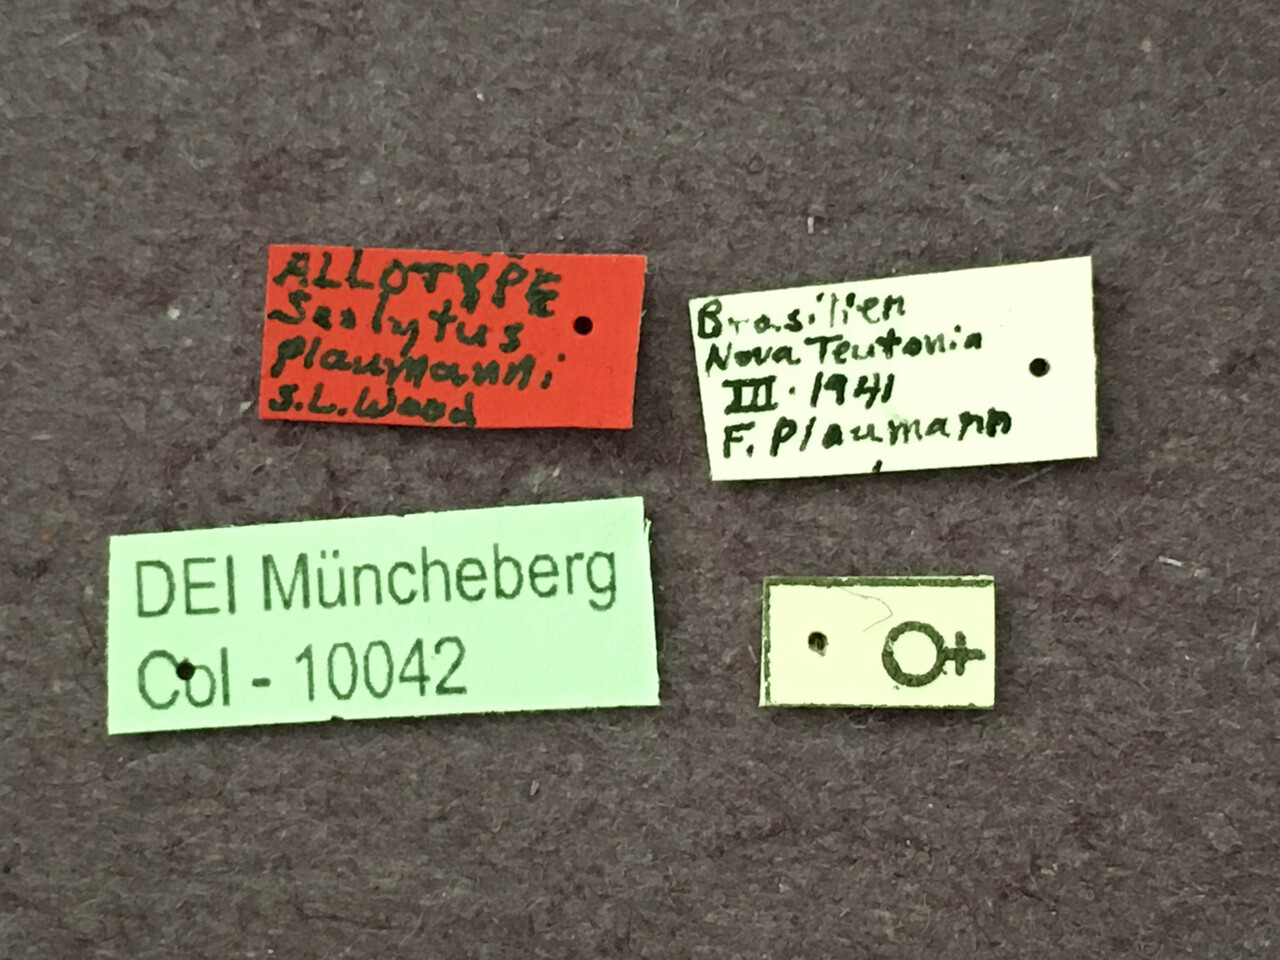 ALLOTYPE
Scolytus
plaumanni
S.L.Wood
Brasilien
Nova Teutonia
III. 1941
F. Plaumann
DEI Müncheberg
Col - 10042
♀